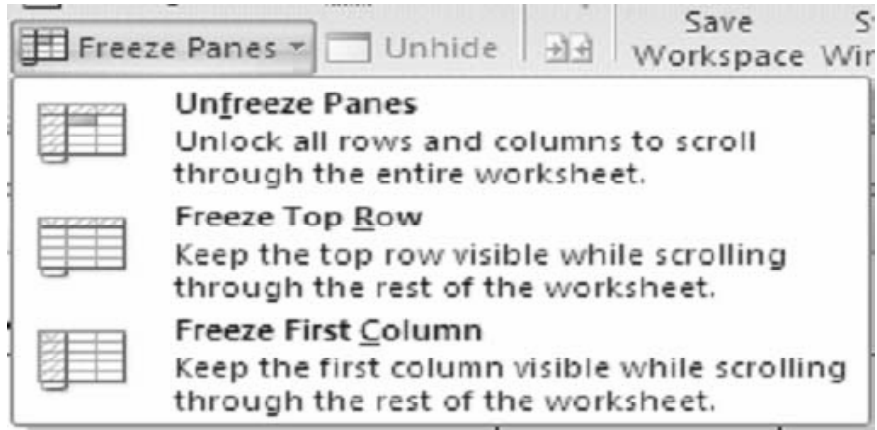 Save
Freeze Panes Unhide Workspace
Unfreeze Panes
Unlock all rows and columns to scroll
through the entire worksheet.
Freeze Top Row
Keep the top row visible while scrolling
through the rest of the worksheet.
Freeze First Column
Keep the first column visible while scrolling
through the rest of the worksheet.